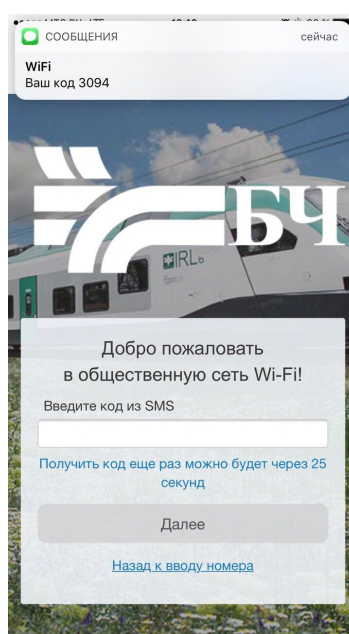 СООБЩЕНИЯ
сейчас
WiFi
Ваш код 3094
БЧ
IRL
Добро пожаловать
в общественную сеть Wi-Fi!
Введите код из SMS
Получить код еще раз можно будет через 25
секунд
Далее
Назад к вводу номера